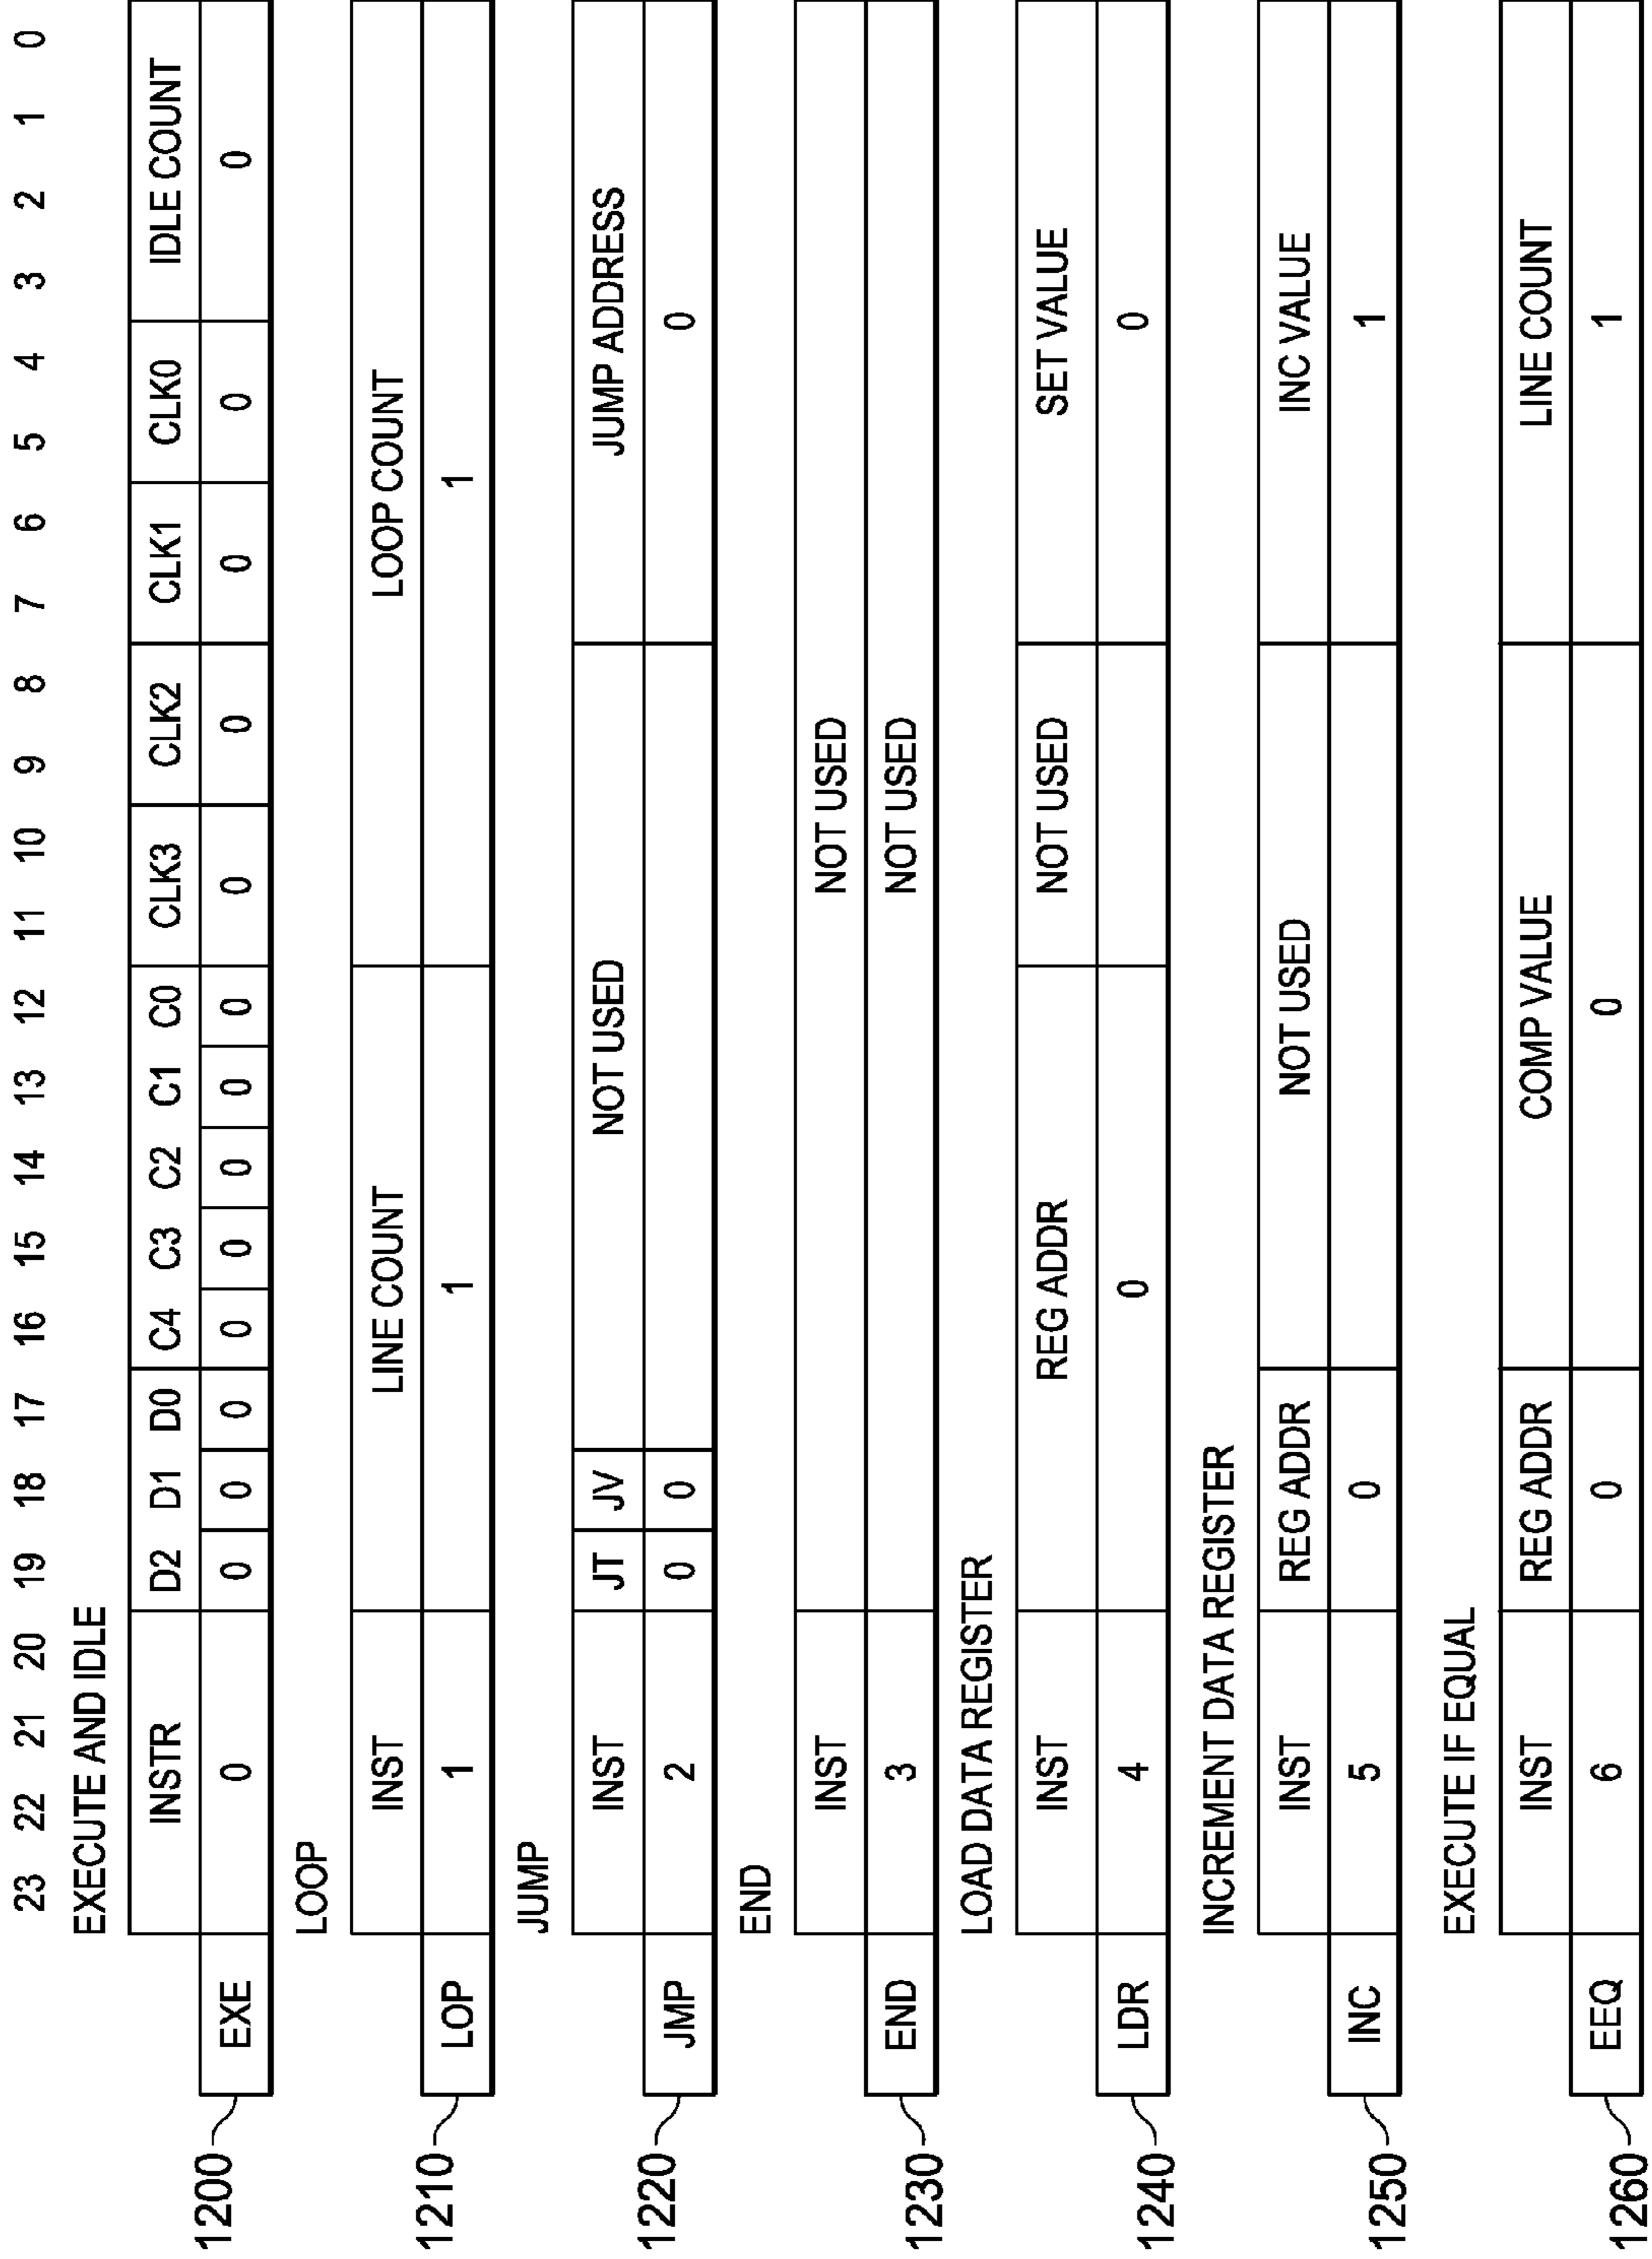 23 22 21 20 19 18 17 16 15 14 13 12 11 10 9 8 7 6 5 4 3 2 1 0
EXECUTE AND IDLE
INSTR D2 D1 D0 C4 C3 C2 C1 C0 CLK3 CLK2 CLK1 CLK0 IDLE COUNT
1200 EXE 0 0 0 0 0 0 0 0 0 0 0 0 0 0
LOOP
INST LINE COUNT LOOP COUNT
1210 LOP 1 1 1
JUMP
INST JT JV NOT USED JUMP ADDRESS
1220 JMP 2 0 0 0
END
INST NOT USED
1230 END 3 NOT USED
LOAD DATA REGISTER
INST REG ADDR NOT USED SET VALUE
1240 LDR 4 0 0
INCREMENT DATA REGISTER
INST REG ADDR NOT USED INC VALUE
1250 INC 5 0 1
EXECUTE IF EQUAL
INST REG ADDR COMP VALUE LINE COUNT
1260 EEQ 6 0 0 1